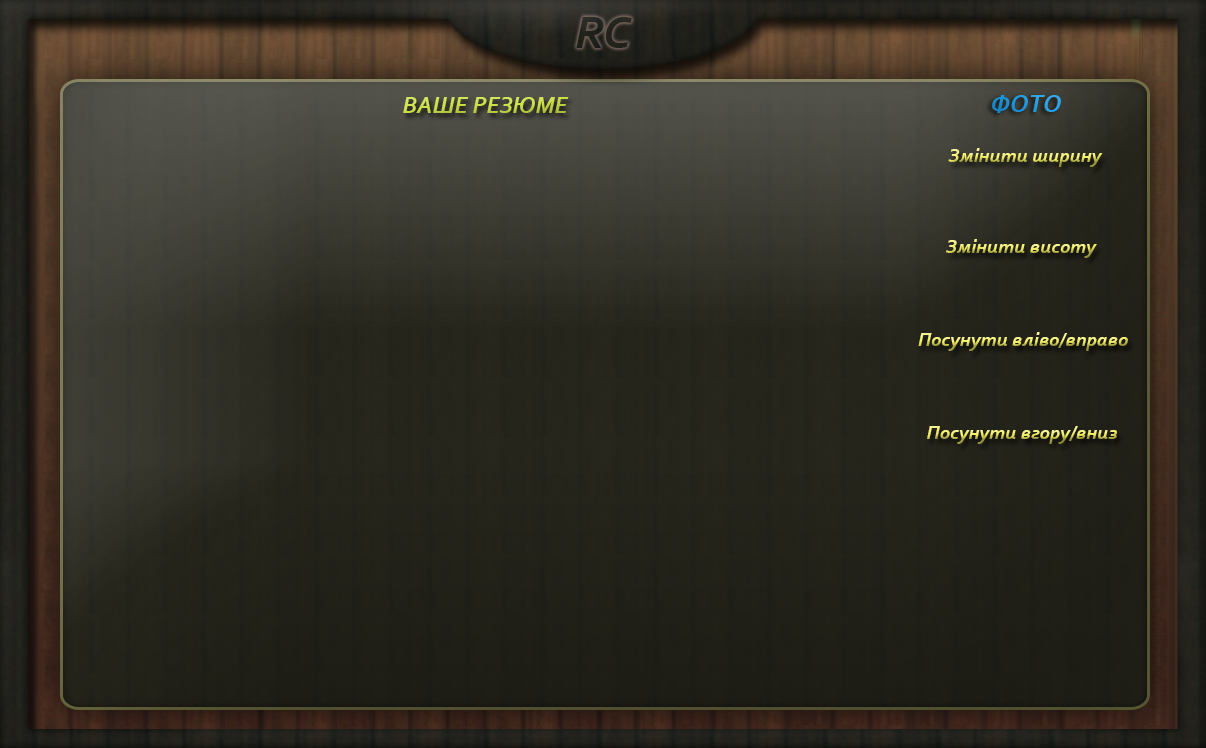 RC
ВАШЕ РЕЗЮМЕ
ФОТО
Змінити ширину
Змінити висоту
Посунути вліво/вправо
Посунути вгору/вниз